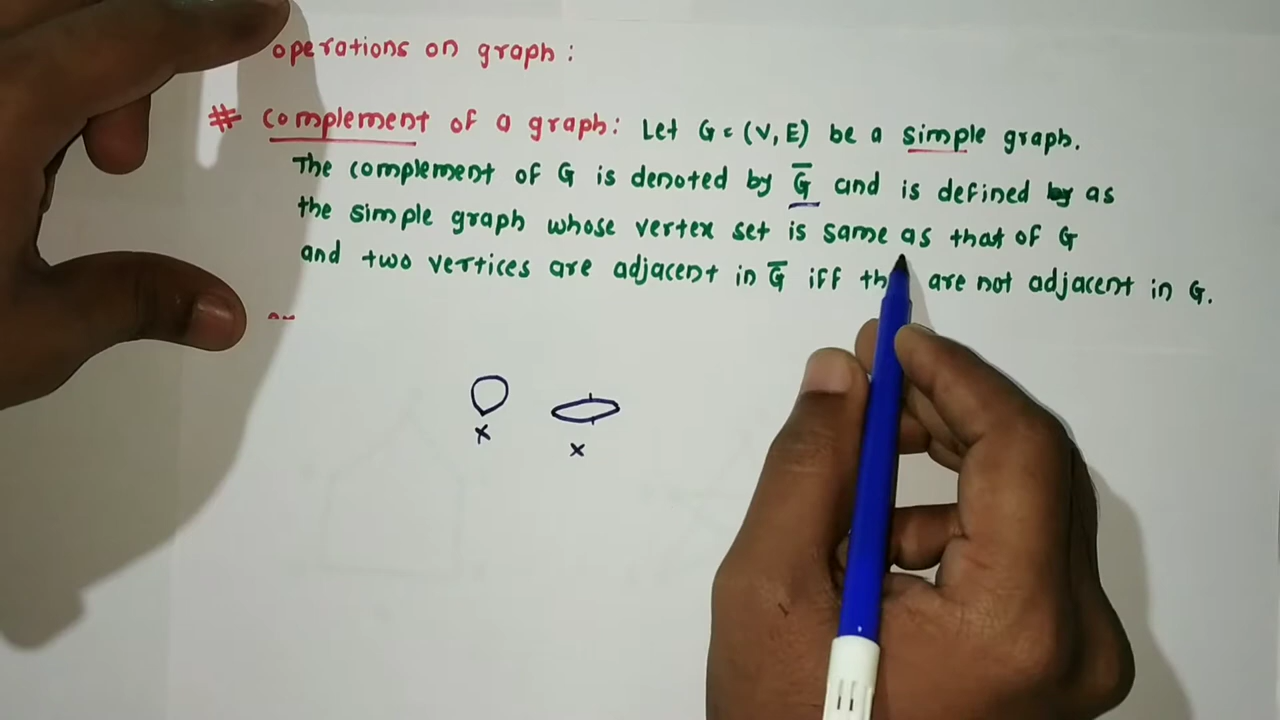 operations on graph:
# complement of a graph: Let G = (V, E) be a simple graph.
The complement of G is denoted by G̅ and is defined by as
the simple graph whose vertex set is same as that of G
and two vertices are adjacent in G̅ iff are not adjacent in G.
x x